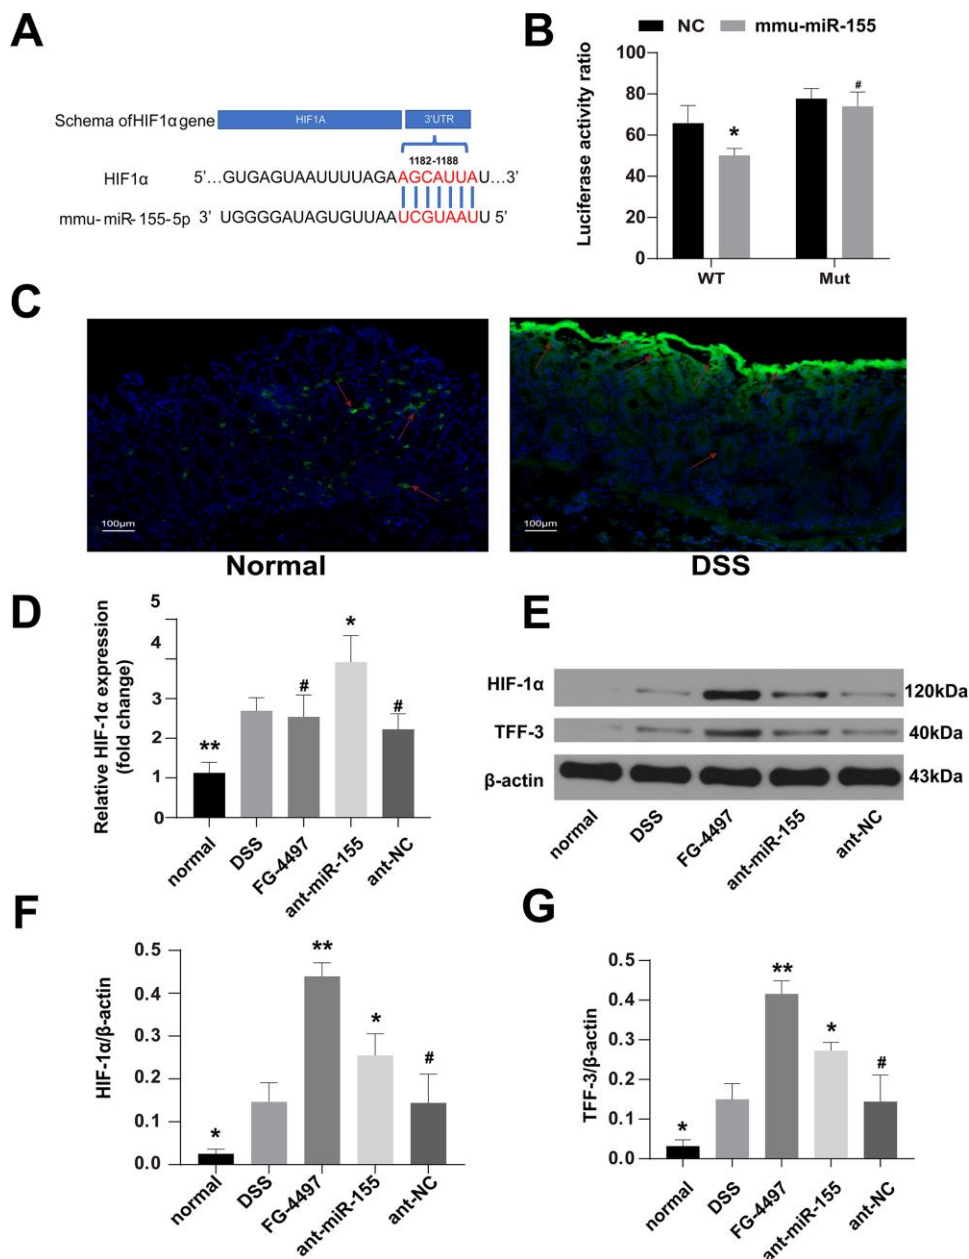 A
Schema ofHIF1α gene
HIF1A
3'UTR
1182-1188
HIF1α
5'...GUGAGUAAUUUUAGAAGCAUUAU...3'
mmu- miR- 155-5p
3' UGGGGAUAGUGUUAAUCGUAAUU 5'
B
NC
mmu-miR-155
Luciferase activity ratio
100
80
60
40
20
0
*
#
WT
Mut
C
100μm
Normal
100μm
DSS
D
Relative HIF-1α expression
(fold change)
5
4
3
2
1
0
**
#
*
#
normal
DSS
FG-4497
ant-miR-155
ant-NC
E
HIF-1α
120kDa
TFF-3
40kDa
β-actin
43kDa
normal
DSS
FG-4497
ant-miR-155
ant-NC
F
HIF-1α/β-actin
0.5
0.4
0.3
0.2
0.1
0.0
*
**
*
#
normal
DSS
FG-4497
ant-miR-155
ant-NC
G
TFF-3/β-actin
0.5
0.4
0.3
0.2
0.1
0.0
*
**
*
#
normal
DSS
FG-4497
ant-miR-155
ant-NC